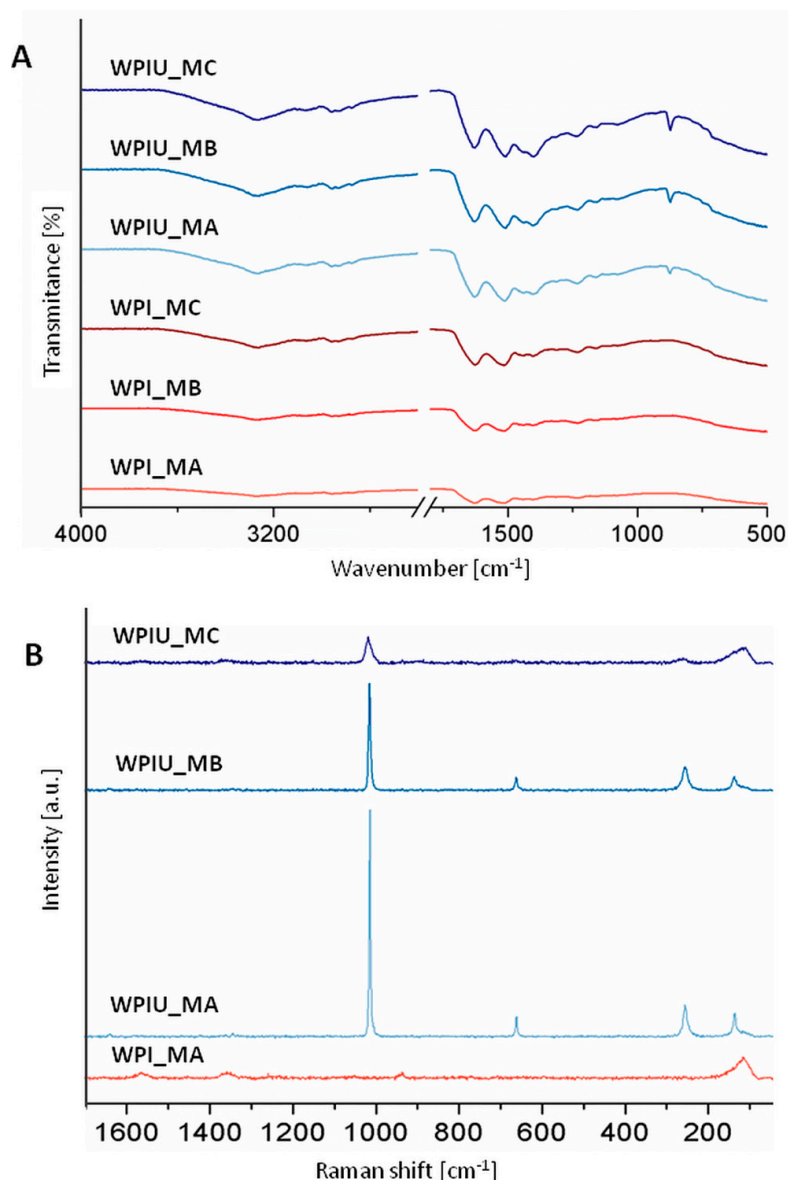 A
WPIU_MC
WPIU_MB
WPIU_MA
WPI_MC
WPI_MB
WPI_MA
Transmitance [%]
4000 3200 1500 1000 500
Wavenumber [cm⁻¹]
B
WPIU_MC
WPIU_MB
WPIU_MA
WPI_MA
Intensity [a.u.]
1600 1400 1200 1000 800 600 400 200
Raman shift [cm⁻¹]